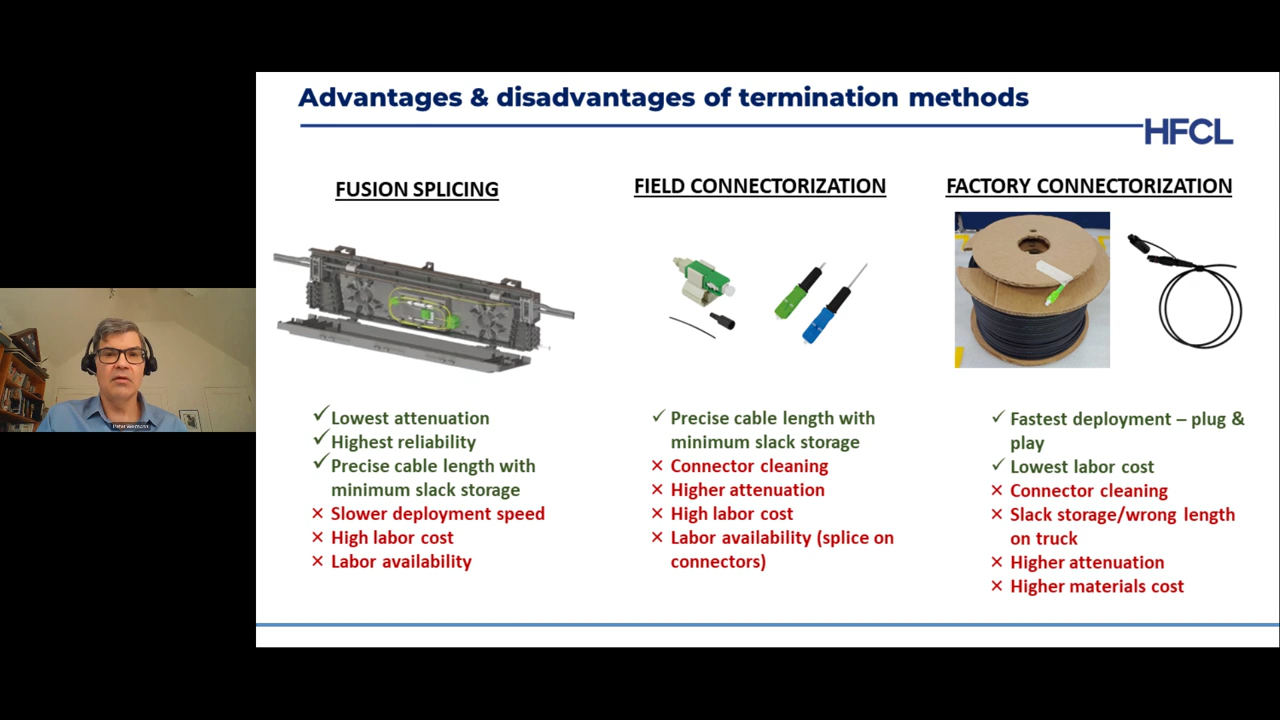 Advantages & disadvantages of termination methods
HFCL
FUSION SPLICING
Lowest attenuation
Highest reliability
Precise cable length with
minimum slack storage
Slower deployment speed
High labor cost
Labor availability
FIELD CONNECTORIZATION
Precise cable length with
minimum slack storage
Connector cleaning
Higher attenuation
High labor cost
Labor availability (splice on
connectors)
FACTORY CONNECTORIZATION
Fastest deployment – plug &
play
Lowest labor cost
Connector cleaning
Slack storage/wrong length
on truck
Higher attenuation
Higher materials cost
Peter